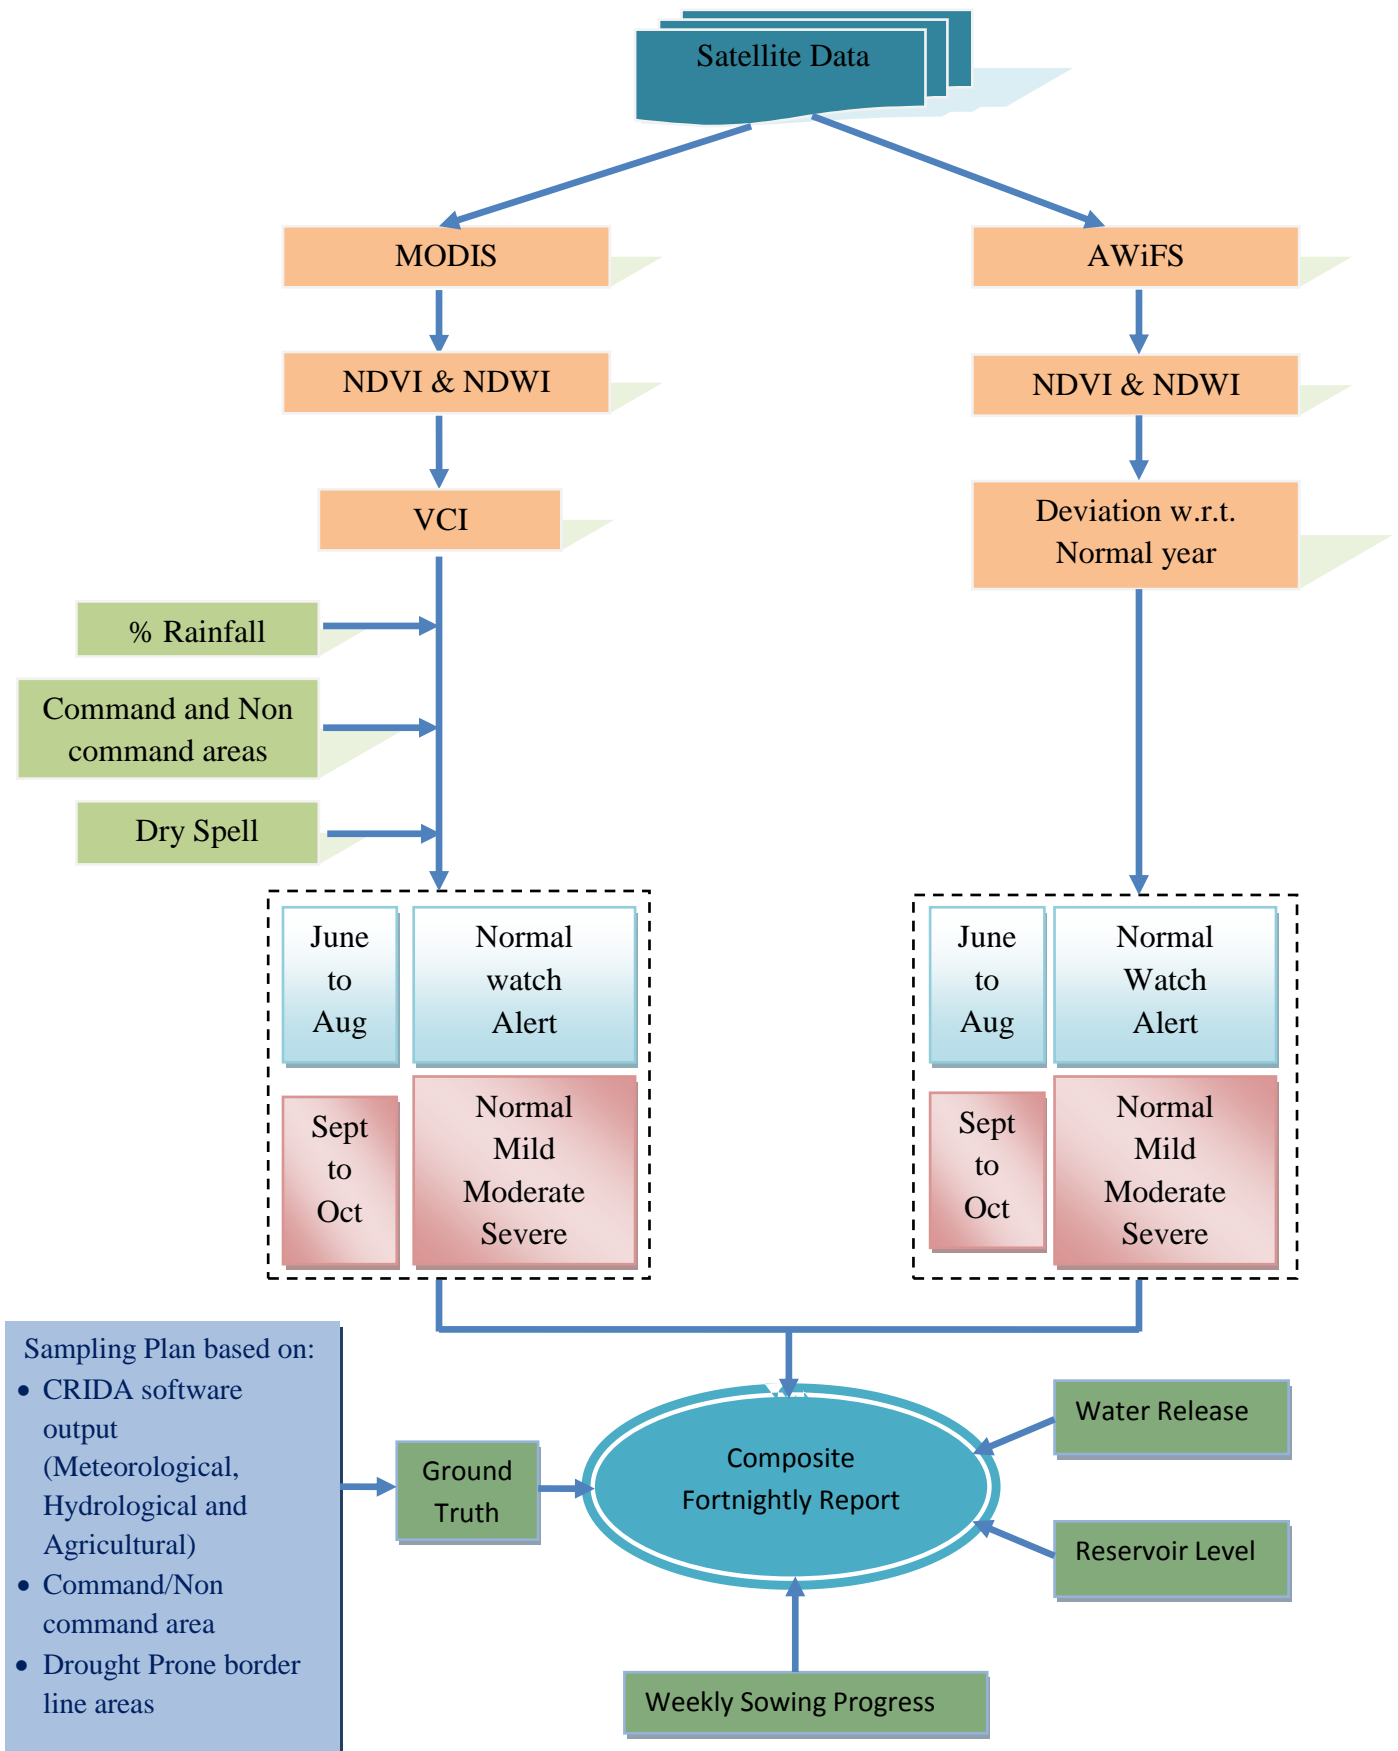 Satellite Data
MODIS
AWiFS
NDVI & NDWI
NDVI & NDWI
VCI
Deviation w.r.t.
Normal year
% Rainfall
Command and Non
command areas
Dry Spell
June
to
Aug
Normal
watch
Alert
Sept
to
Oct
Normal
Mild
Moderate
Severe
June
to
Aug
Normal
Watch
Alert
Sept
to
Oct
Normal
Mild
Moderate
Severe
Sampling Plan based on:
• CRIDA software
output
(Meteorological,
Hydrological and
Agricultural)
• Command/Non
command area
• Drought Prone border
line areas
Ground
Truth
Composite
Fortnightly Report
Water Release
Reservoir Level
Weekly Sowing Progress